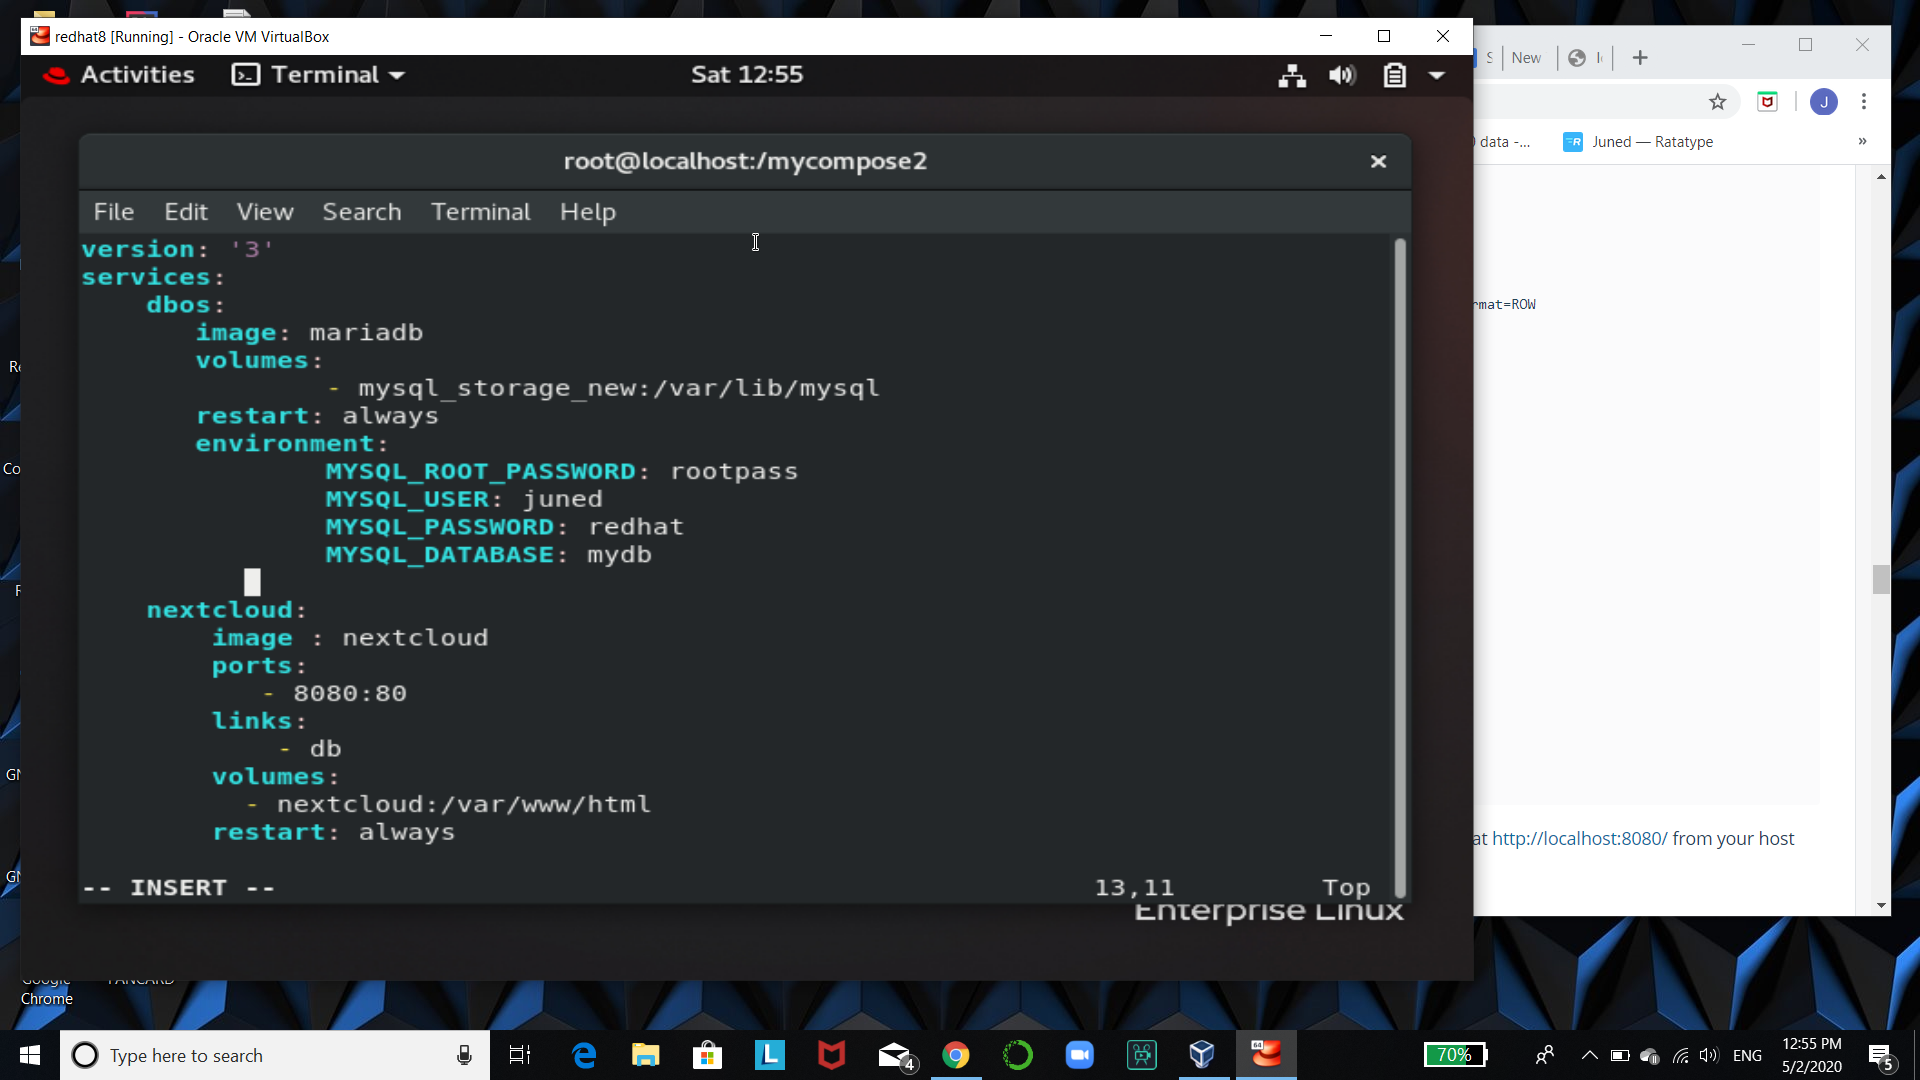 redhat8 [Running] - Oracle VM VirtualBox
Activities
Terminal
Sat 12:55
root@localhost:/mycompose2
File Edit View Search Terminal Help
version: '3'
services:
dbos:
image: mariadb
volumes:
- mysql_storage_new:/var/lib/mysql
restart: always
environment:
MYSQL_ROOT_PASSWORD: rootpass
MYSQL_USER: juned
MYSQL_PASSWORD: redhat
MYSQL_DATABASE: mydb
nextcloud:
image : nextcloud
ports:
- 8080:80
links:
- db
volumes:
- nextcloud:/var/www/html
restart: always
-- INSERT --
13,11
Top
Enterprise Linux
New
J
data -...
Juned — Ratatype
»
rmat=ROW
at http://localhost:8080/ from your host
Chrome
Type here to search
4
70%
ENG
12:55 PM
5/2/2020
5